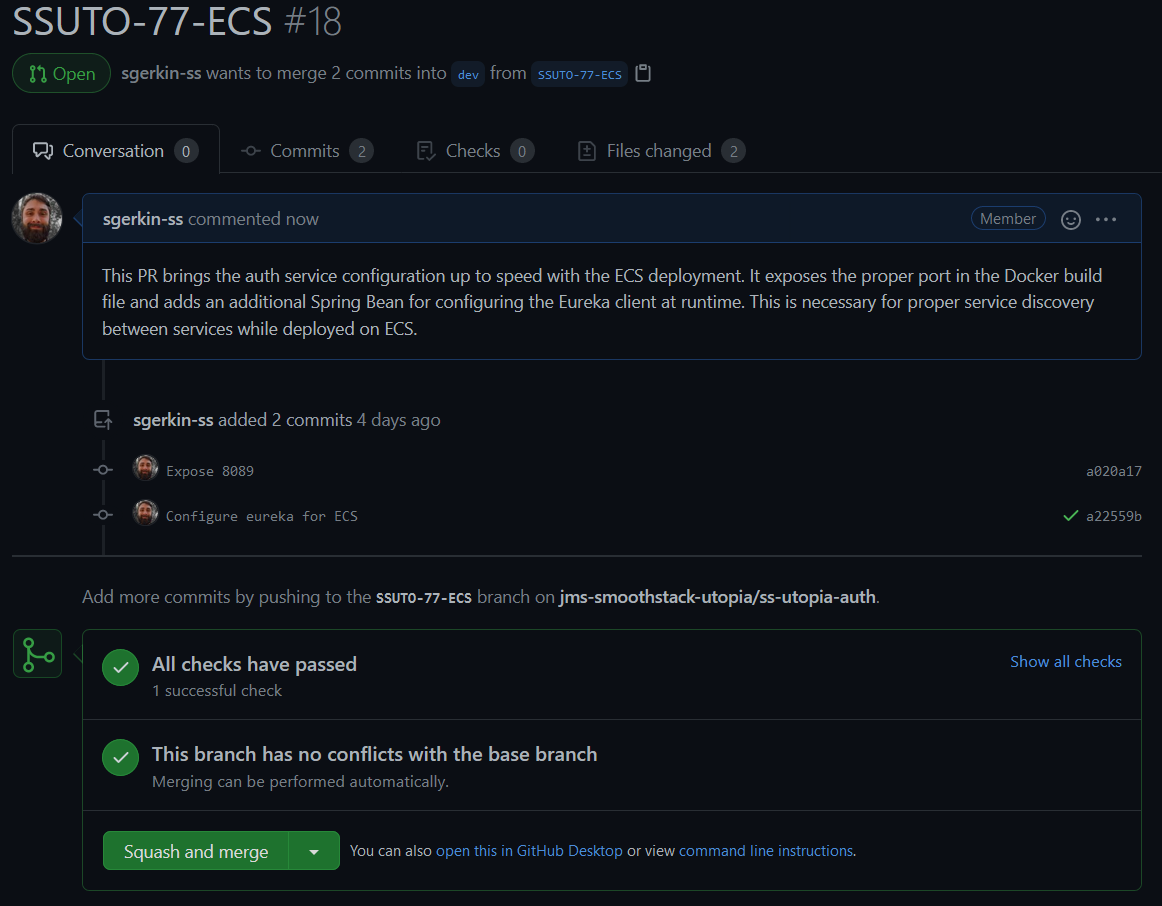 SSUTO-77-ECS #18
Open sgerkin-ss wants to merge 2 commits into dev from SSUTO-77-ECS
Conversation 0 Commits 2 Checks 0 Files changed 2
sgerkin-ss commented now Member
This PR brings the auth service configuration up to speed with the ECS deployment. It exposes the proper port in the Docker build
file and adds an additional Spring Bean for configuring the Eureka client at runtime. This is necessary for proper service discovery
between services while deployed on ECS.
sgerkin-ss added 2 commits 4 days ago
Expose 8089 a020a17
Configure eureka for ECS a22559b
Add more commits by pushing to the SSUTO-77-ECS branch on jms-smoothstack-utopia/ss-utopia-auth.
All checks have passed Show all checks
1 successful check
This branch has no conflicts with the base branch
Merging can be performed automatically.
Squash and merge You can also open this in GitHub Desktop or view command line instructions.